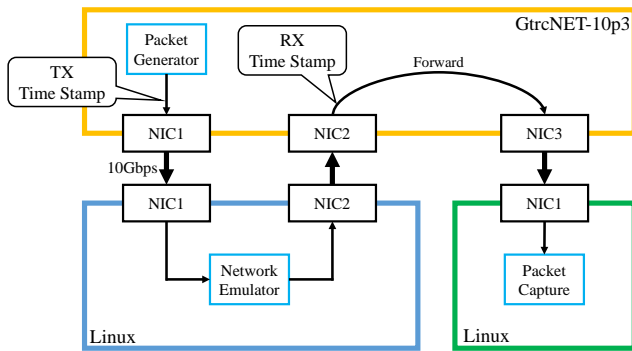 GtrcNET-10p3
Packet
Generator
TX
Time Stamp
RX
Time Stamp
Forward
NIC1
NIC2
NIC3
10Gbps
NIC1
NIC2
NIC1
Network
Emulator
Packet
Capture
Linux
Linux